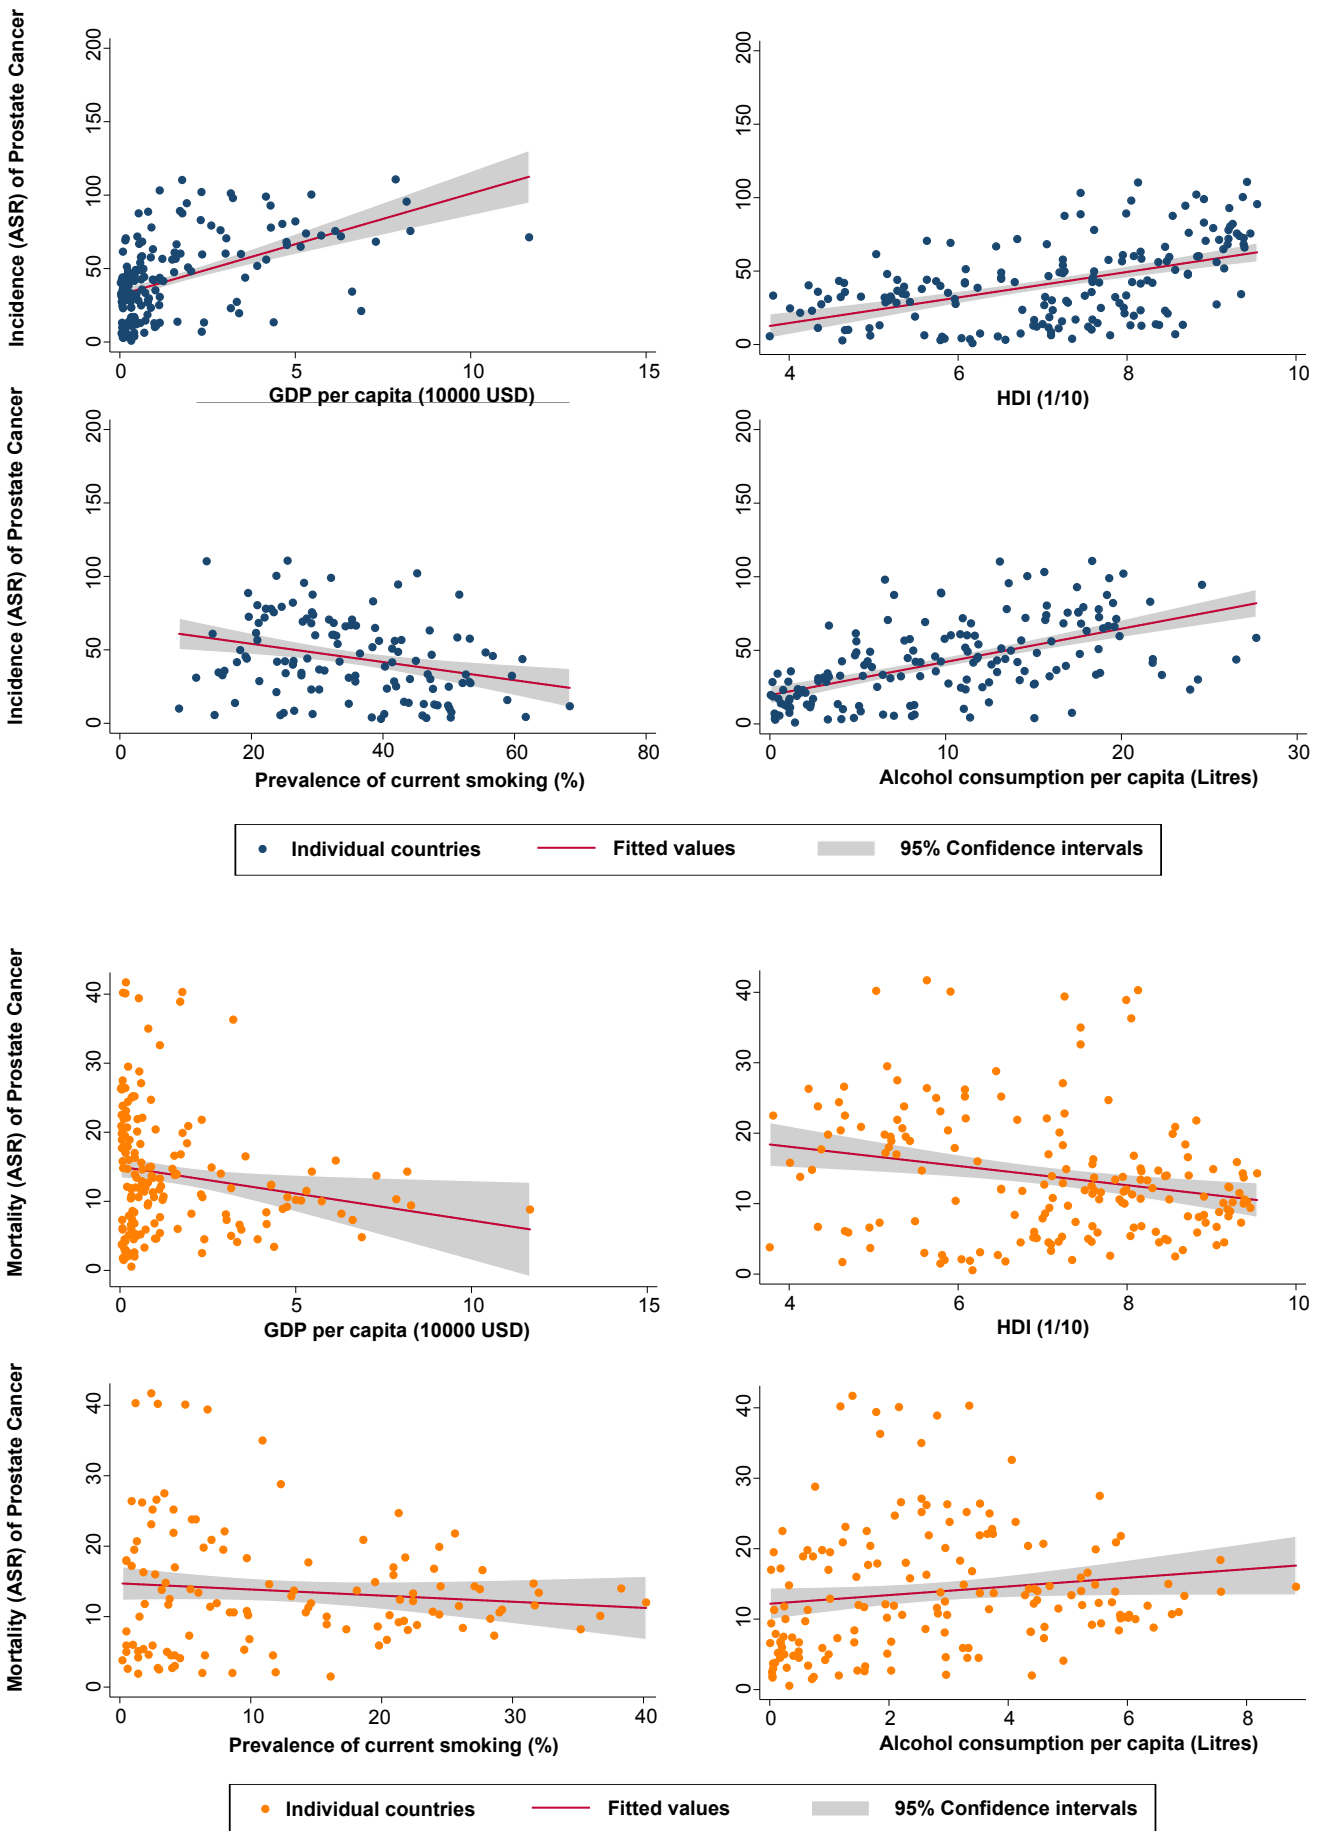 Incidence (ASR) of Prostate Cancer
0 50 100 150 200
0 5 10 15
GDP per capita (10000 USD)
Incidence (ASR) of Prostate Cancer
0 50 100 150 200
4 6 8 10
HDI (1/10)
0 50 100 150 200
0 20 40 60 80
Prevalence of current smoking (%)
0 50 100 150 200
0 10 20 30
Alcohol consumption per capita (Litres)
Individual countries Fitted values 95% Confidence intervals
Mortality (ASR) of Prostate Cancer
0 10 20 30 40
0 5 10 15
GDP per capita (10000 USD)
0 10 20 30 40
4 6 8 10
HDI (1/10)
Mortality (ASR) of Prostate Cancer
0 10 20 30 40
0 10 20 30 40
Prevalence of current smoking (%)
0 10 20 30 40
0 2 4 6 8
Alcohol consumption per capita (Litres)
Individual countries Fitted values 95% Confidence intervals